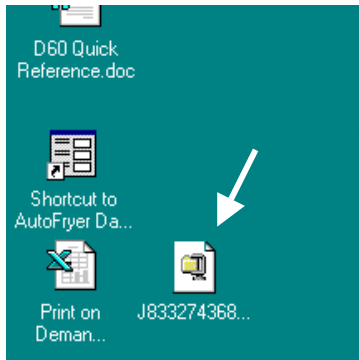 D60 Quick
Reference.doc
Shortcut to
AutoFryer Da...
Print on
Deman...
J833274368...